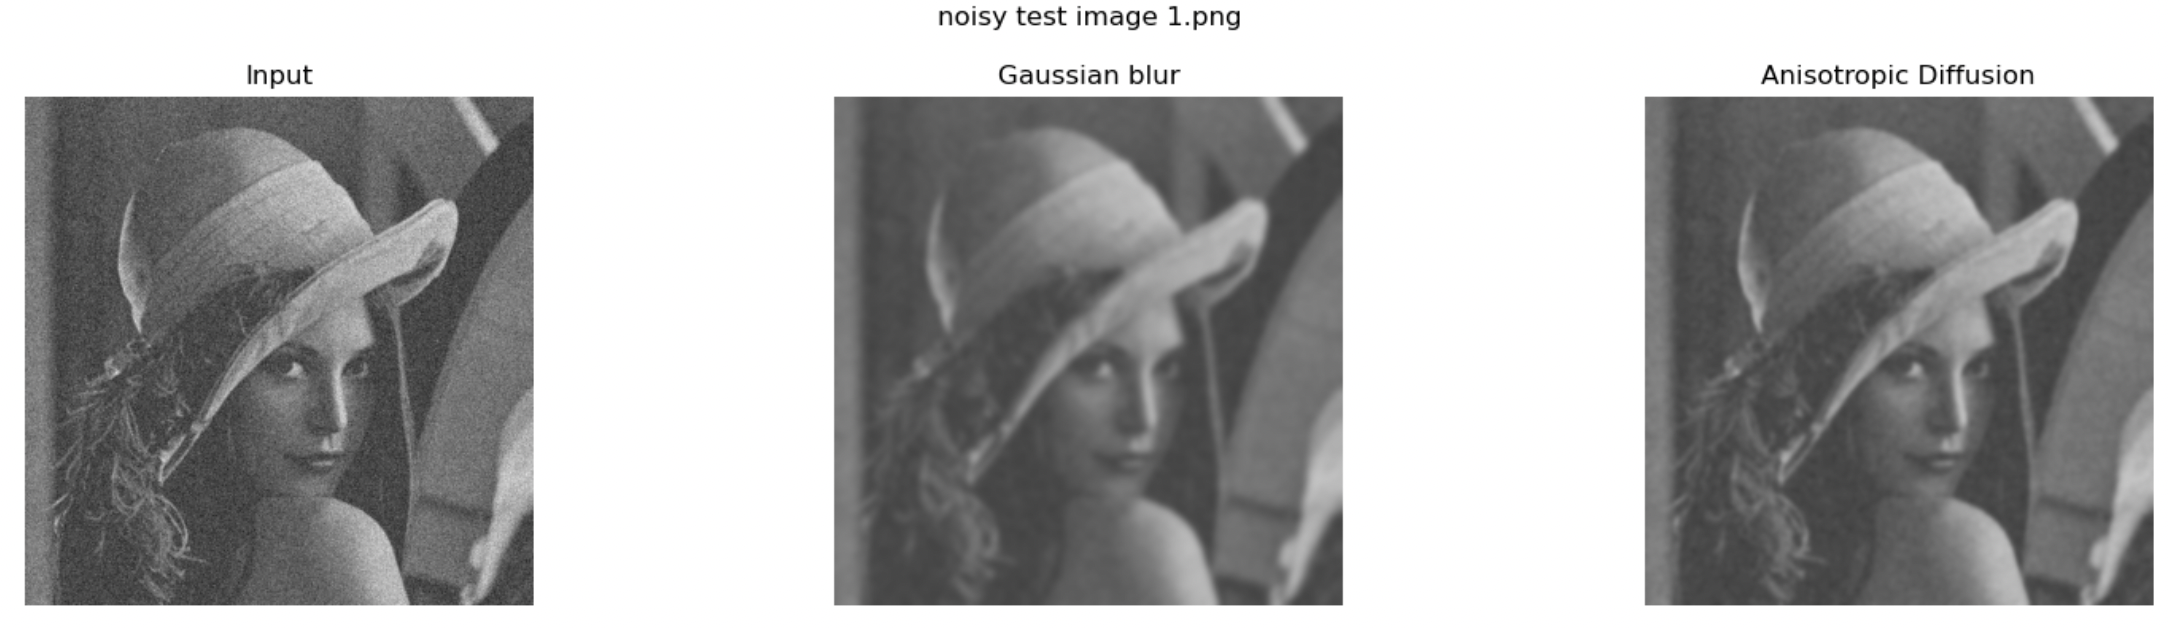 noisy test image 1.png
Input
Gaussian blur
Anisotropic Diffusion